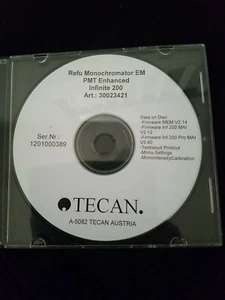 Refu Monochromator EM
PMT Enhanced
Infinite 200
Art.: 30023421
Ser.Nr.:
1201000389
Data on Disc:
-Firmware MEM V2.14
-Firmware Inf 200 MAI
V2.12
-Firmware Inf 200 Pro MAI
V3.40
-Testresult Printout
-Mono-Settings
-MonoIntensityCalibration
TECAN.
A-5082 TECAN AUSTRIA